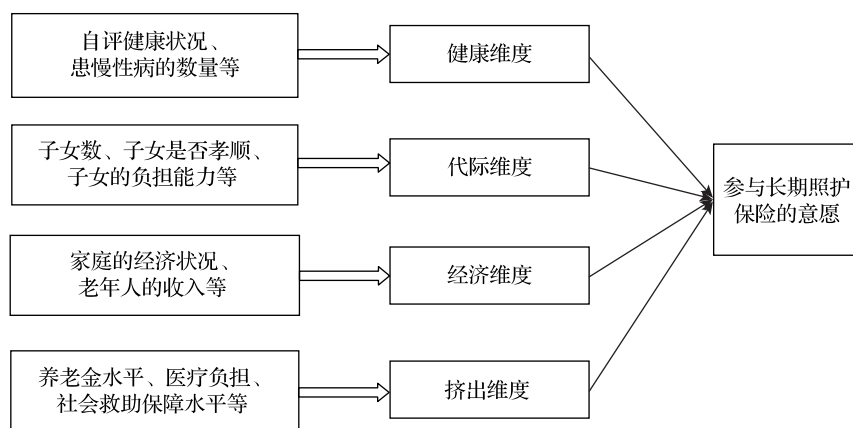 自评健康状况、
患慢性病的数量等
健康维度
子女数、子女是否孝顺、
子女的负担能力等
代际维度
参与长期照护
保险的意愿
家庭的经济状况、
老年人的收入等
经济维度
养老金水平、医疗负担、
社会救助保障水平等
挤出维度